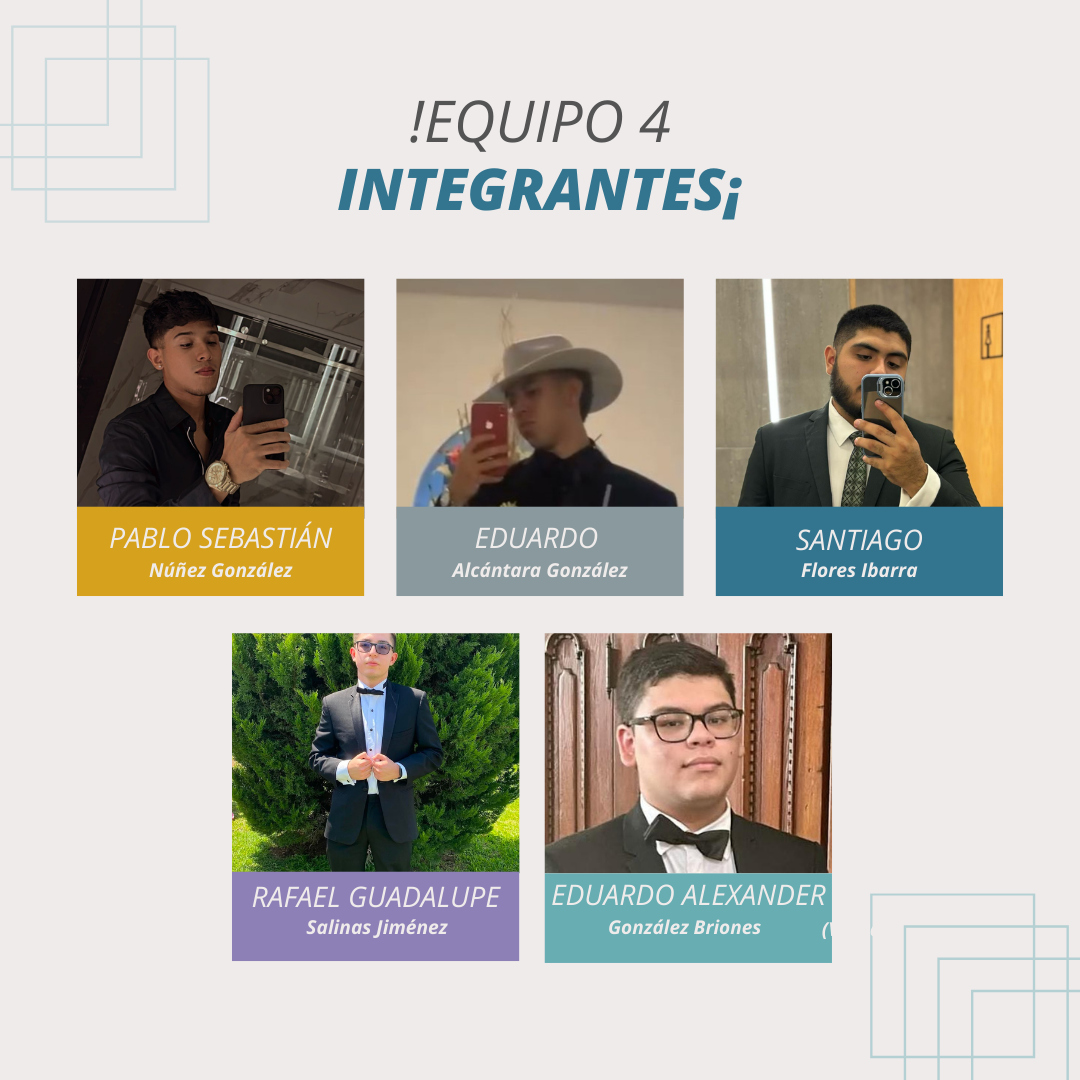 !EQUIPO 4
INTEGRANTES¡
PABLO SEBASTIÁN
Núñez González
EDUARDO
Alcántara González
SANTIAGO
Flores Ibarra
RAFAEL GUADALUPE
Salinas Jiménez
EDUARDO ALEXANDER
González Briones